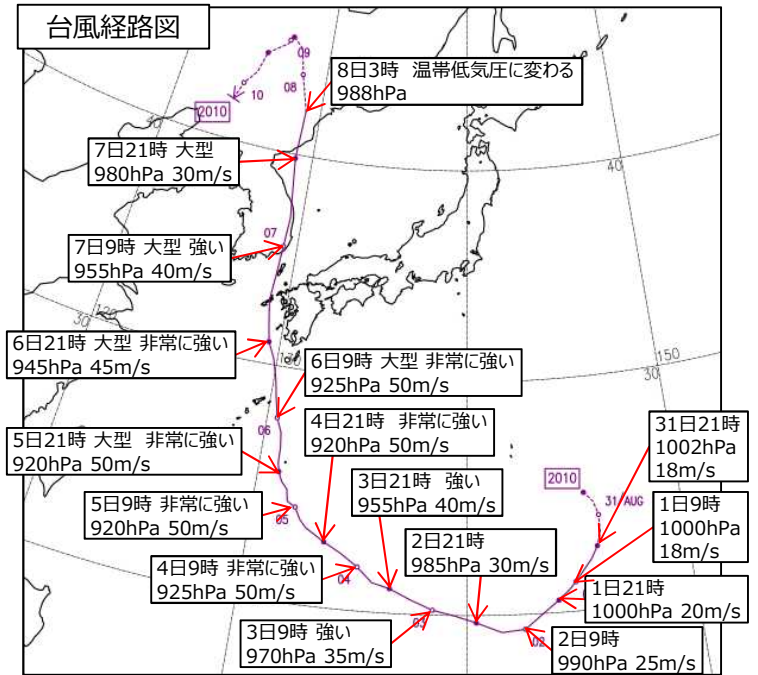 台風経路図
09
08
10
2010
8日3時 温帯低気圧に変わる
988hPa
40
7日21時 大型
980hPa 30m/s
40
07
7日9時 大型 強い
955hPa 40m/s
30
120
6日21時 大型 非常に強い
945hPa 45m/s
130
150
30
6日9時 大型 非常に強い
925hPa 50m/s
06
4日21時 非常に強い
920hPa 50m/s
31日21時
1002hPa
18m/s
5日21時 大型 非常に強い
920hPa 50m/s
3日21時 強い
955hPa 40m/s
2010
31/AUG
5日9時 非常に強い
920hPa 50m/s
05
1日9時
1000hPa
18m/s
2日21時
985hPa 30m/s
4日9時 非常に強い
925hPa 50m/s
04
1日21時
1000hPa 20m/s
03
02
3日9時 強い
970hPa 35m/s
2日9時
990hPa 25m/s